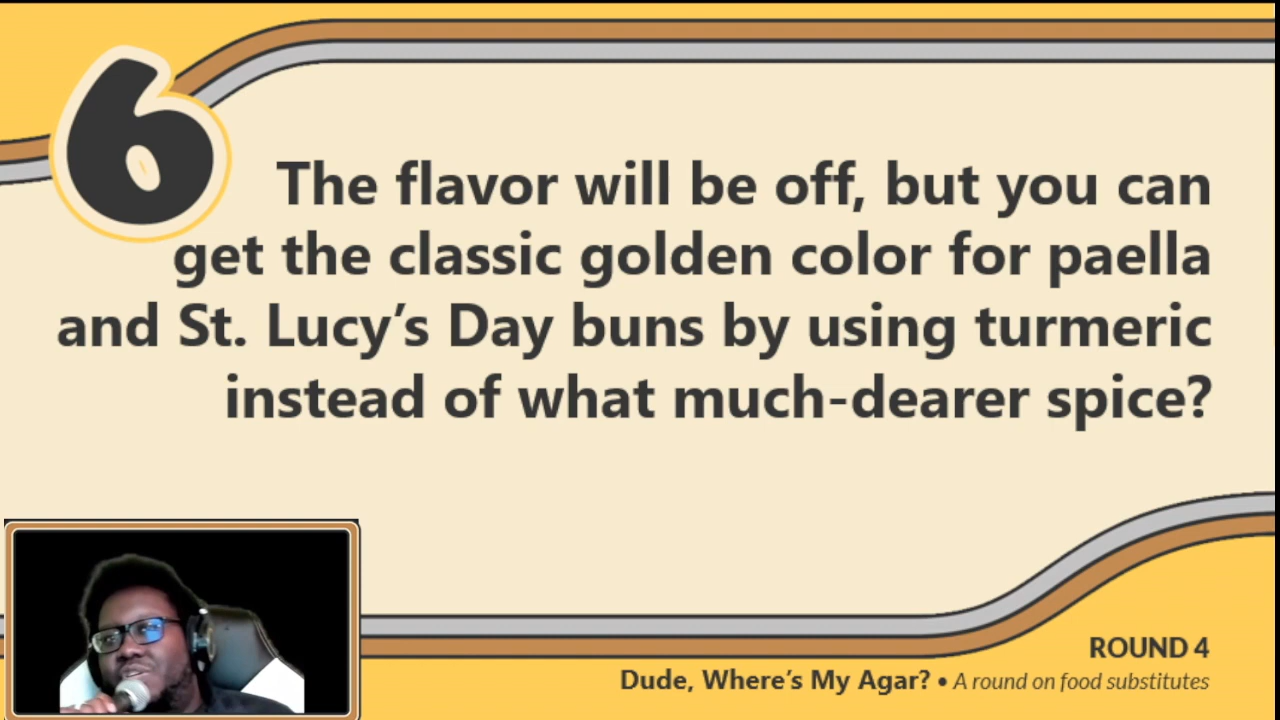 6
The flavor will be off, but you can
get the classic golden color for paella
and St. Lucy’s Day buns by using turmeric
instead of what much-dearer spice?
ROUND 4
Dude, Where’s My Agar? • A round on food substitutes